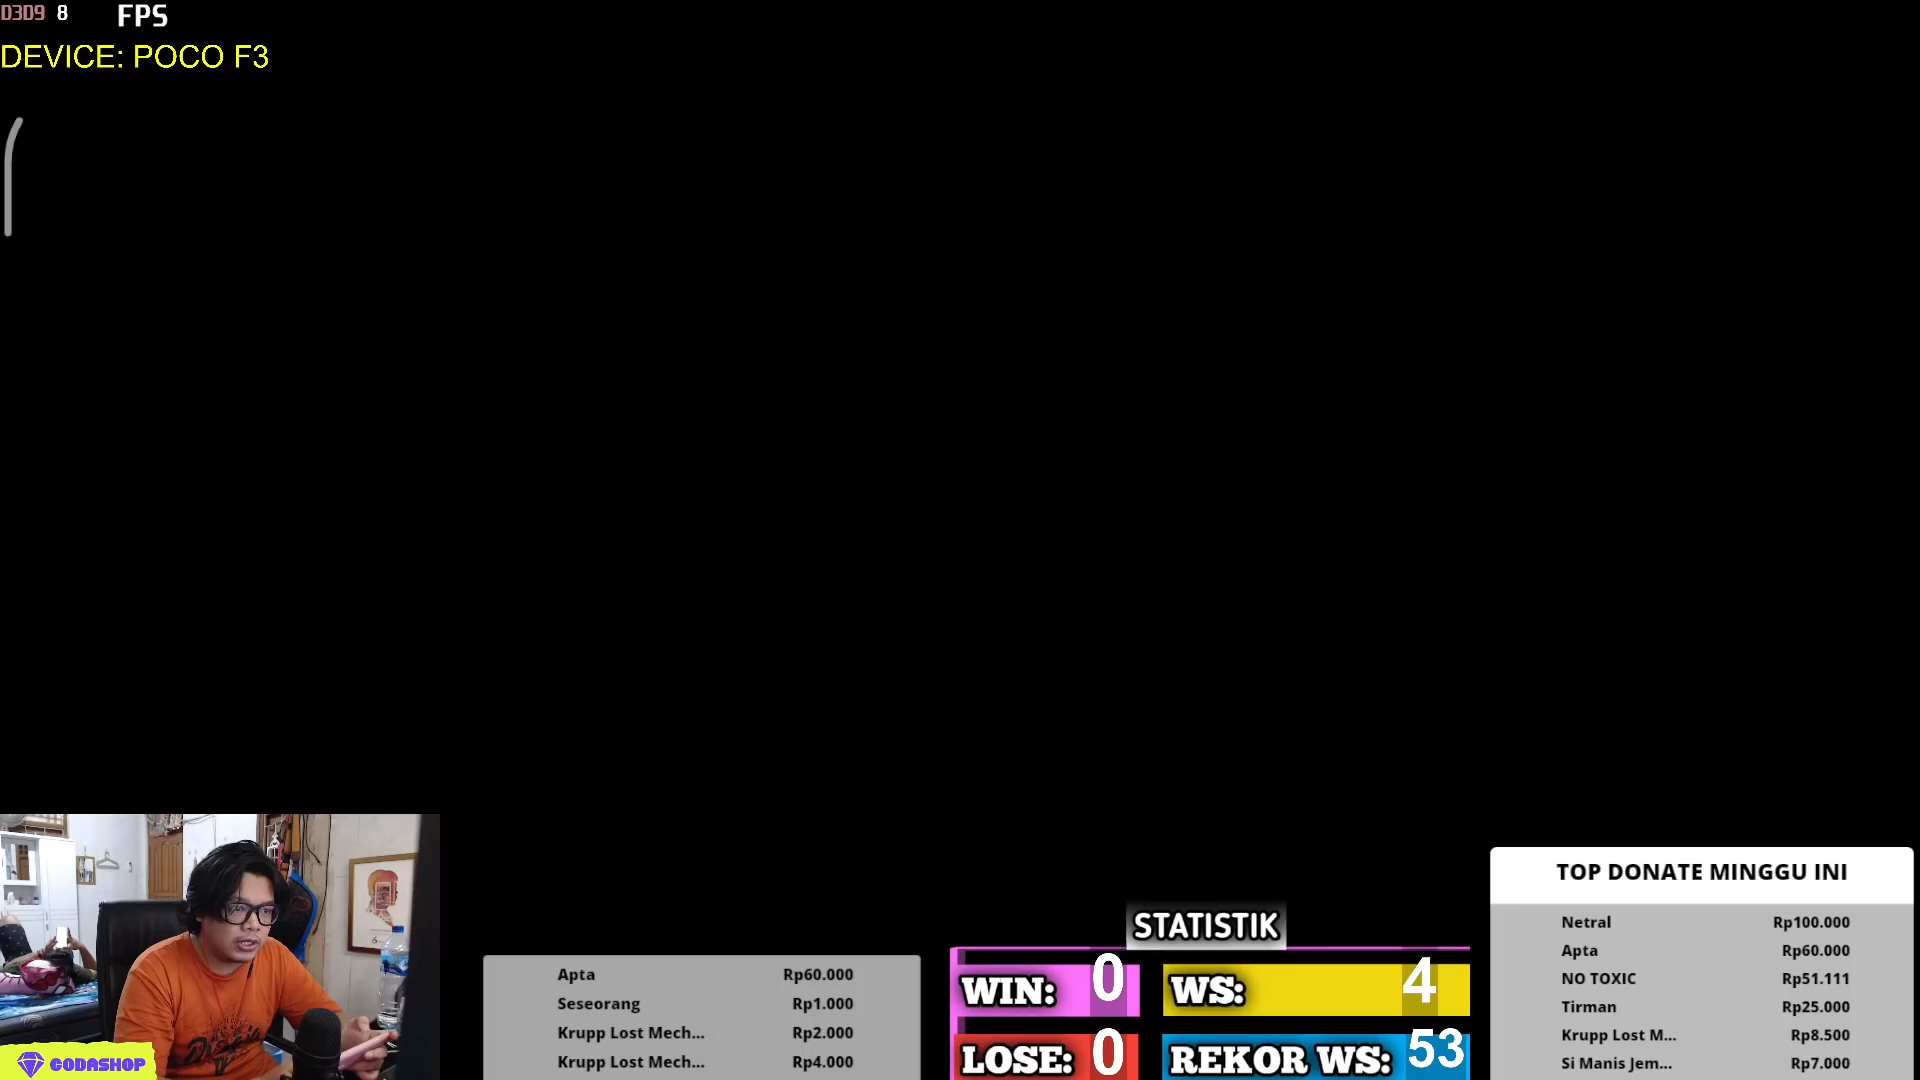 D3D9 8 FPS
DEVICE: POCO F3
CODASHOP
Apta Rp60.000
Seseorang Rp1.000
Krupp Lost Mech... Rp2.000
Krupp Lost Mech... Rp4.000
STATISTIK
WIN: 0 WS: 4
LOSE: 0 REKOR WS: 53
TOP DONATE MINGGU INI
Netral Rp100.000
Apta Rp60.000
NO TOXIC Rp51.111
Tirman Rp25.000
Krupp Lost M... Rp8.500
Si Manis Jem... Rp7.000